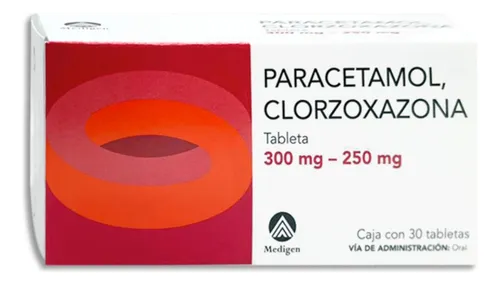 PARACETAMOL,
CLORZOXAZONA
Tableta
300 mg – 250 mg
Caja con 30 tabletas
VÍA DE ADMINISTRACIÓN: Oral
Medigen